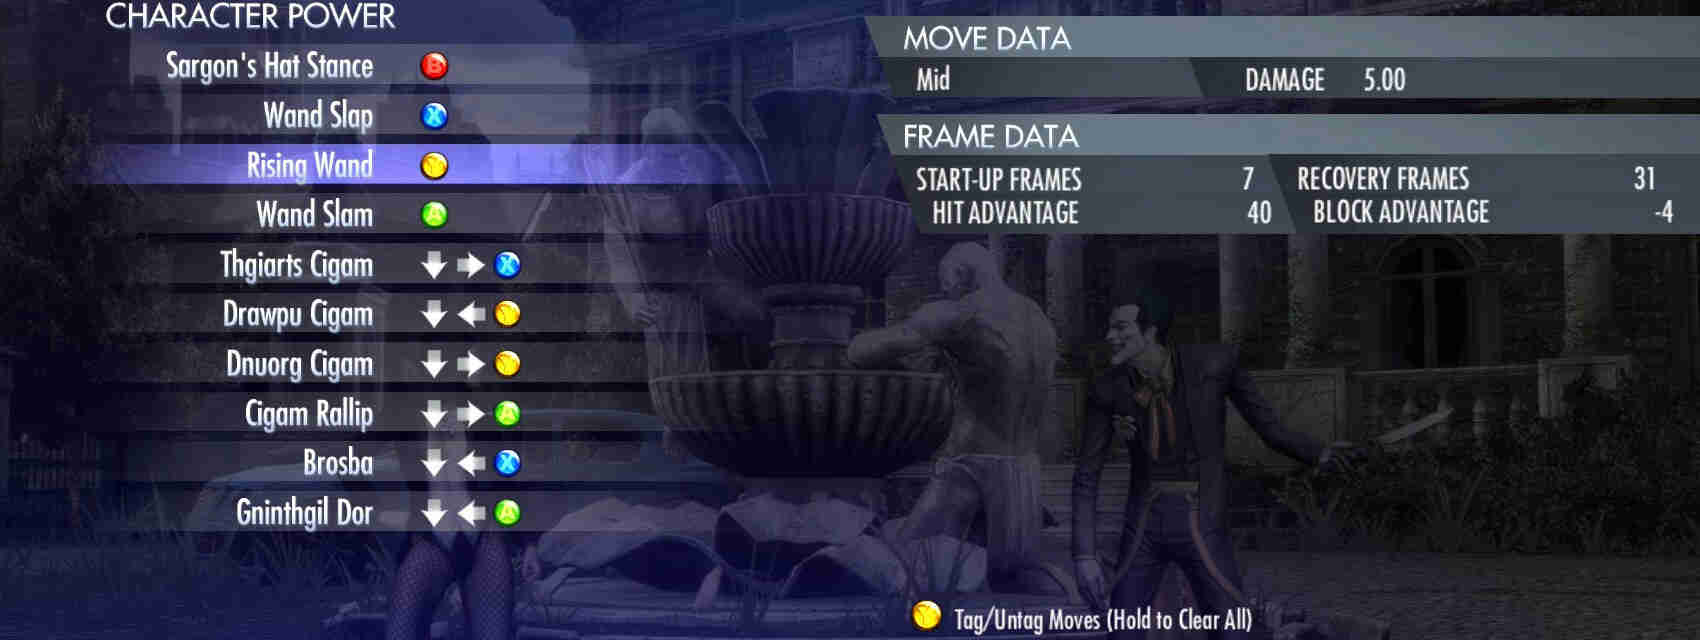 CHARACTER POWER
Sargon's Hat Stance B
Wand Slap X
Rising Wand Y
Wand Slam A
Thgiarts Cigam X
Drawpu Cigam Y
Dnuorg Cigam Y
Cigam Rallip A
Brosba X
Gninthgil Dor A
MOVE DATA
Mid DAMAGE 5.00
FRAME DATA
START-UP FRAMES 7 RECOVERY FRAMES 31
HIT ADVANTAGE 40 BLOCK ADVANTAGE -4
Y Tag/Untag Moves (Hold to Clear All)